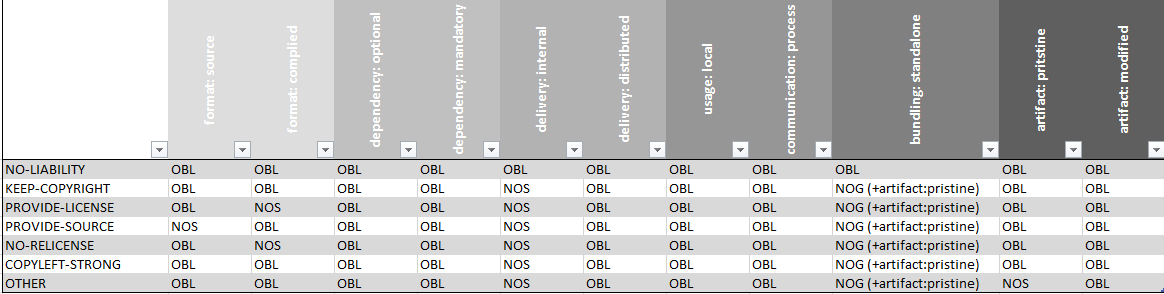 format: source
format: complied
dependency: optional
dependency: mandatory
delivery: internal
delivery: distributed
usage: local
communication: process
bundling: standalone
artifact: pritstine
artifact: modified
NO-LIABILITY OBL OBL OBL OBL OBL OBL OBL OBL OBL OBL OBL
KEEP-COPYRIGHT OBL OBL OBL OBL NOS OBL OBL OBL NOG (+artifact:pristine) OBL OBL
PROVIDE-LICENSE OBL NOS OBL OBL NOS OBL OBL OBL NOG (+artifact:pristine) OBL OBL
PROVIDE-SOURCE NOS OBL OBL OBL NOS OBL OBL OBL NOG (+artifact:pristine) OBL OBL
NO-RELICENSE OBL NOS OBL OBL NOS OBL OBL OBL NOG (+artifact:pristine) OBL OBL
COPYLEFT-STRONG OBL OBL OBL OBL NOS OBL OBL OBL NOG (+artifact:pristine) OBL OBL
OTHER OBL OBL OBL OBL NOS OBL OBL OBL NOG (+artifact:pristine) NOS OBL